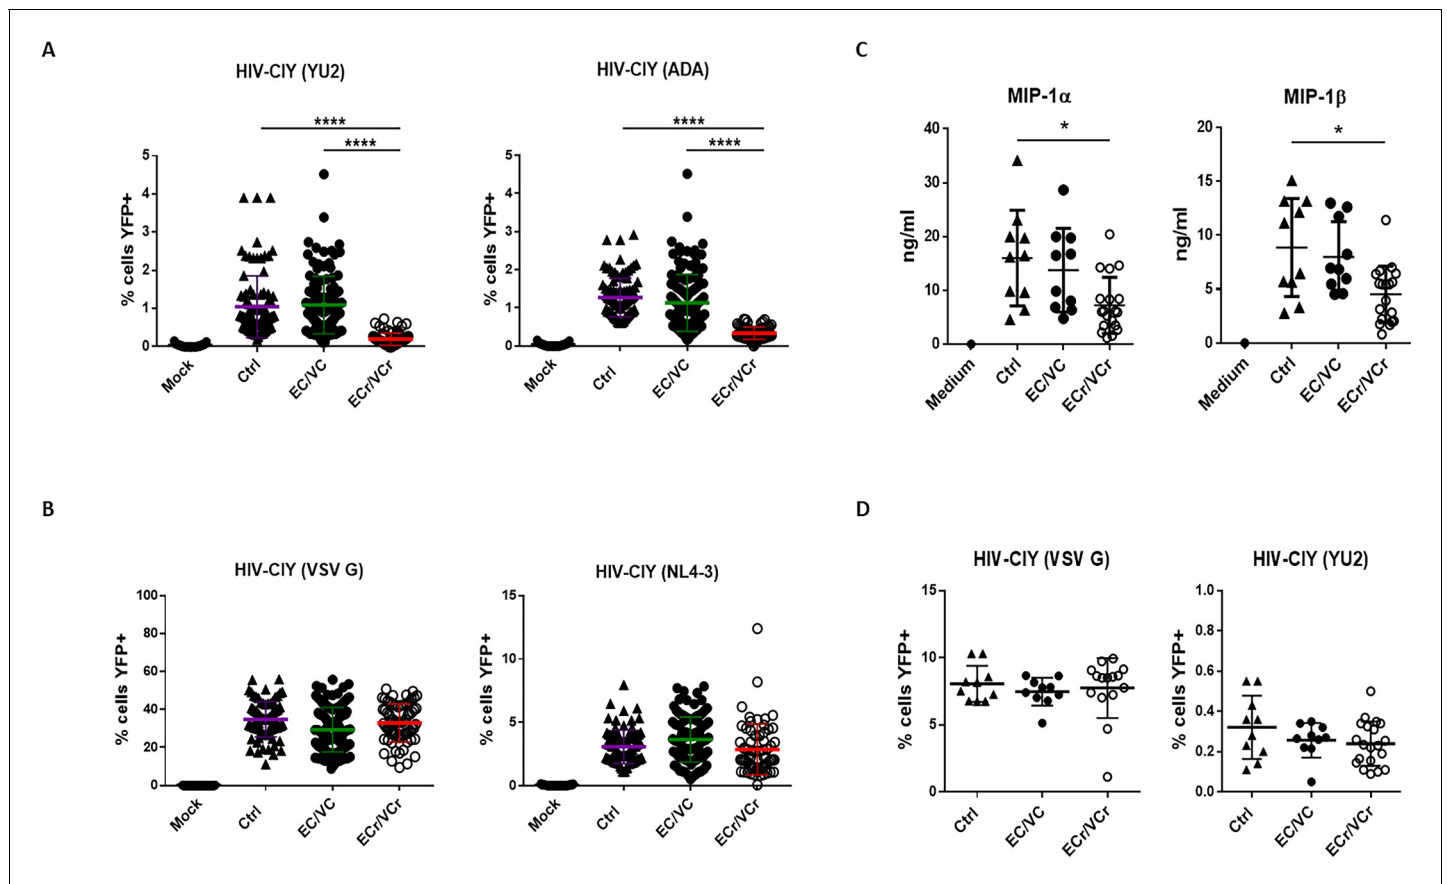 A
HIV-CIY (YU2)
****
****
% cells YFP+
5
4
3
2
1
0
Mock
Ctrl
EC/VC
ECr/VCr
HIV-CIY (ADA)
****
****
% cells YFP+
5
4
3
2
1
0
Mock
Ctrl
EC/VC
ECr/VCr
C
MIP-1α
*
ng/ml
40
30
20
10
0
Medium
Ctrl
EC/VC
ECr/VCr
MIP-1β
*
ng/ml
20
15
10
5
0
Medium
Ctrl
EC/VC
ECr/VCr
B
HIV-CIY (VSV G)
% cells YFP+
100
80
60
40
20
0
Mock
Ctrl
EC/VC
ECr/VCr
HIV-CIY (NL4-3)
% cells YFP+
15
10
5
0
Mock
Ctrl
EC/VC
ECr/VCr
D
HIV-CIY (VSV G)
% cells YFP+
15
10
5
0
Ctrl
EC/VC
ECr/VCr
HIV-CIY (YU2)
% cells YFP+
1.0
0.8
0.6
0.4
0.2
0.0
Ctrl
EC/VC
ECr/VCr